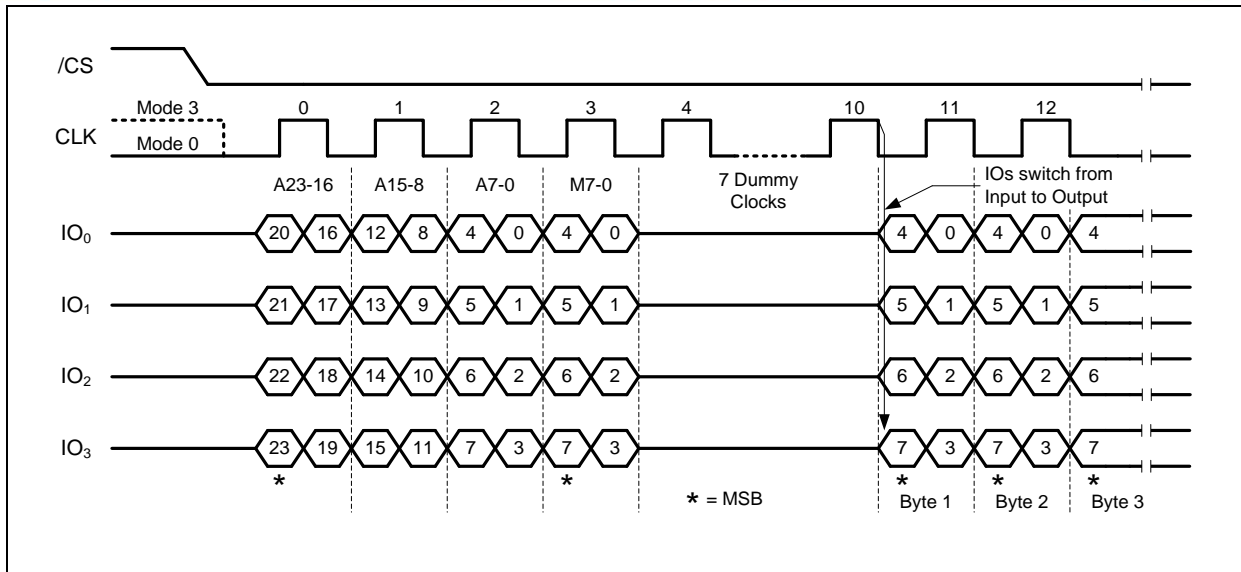 /CS
Mode 3
0 1 2 3 4 10 11 12
CLK
Mode 0
A23-16 A15-8 A7-0 M7-0
7 Dummy
Clocks
IOs switch from
Input to Output
IO0 20 16 12 8 4 0 4 0 4 0 4 0 4
IO1 21 17 13 9 5 1 5 1 5 1 5 1 5
IO2 22 18 14 10 6 2 6 2 6 2 6 2 6
IO3 23 19 15 11 7 3 7 3 7 3 7 3 7
* * * * *
* = MSB
Byte 1 Byte 2 Byte 3